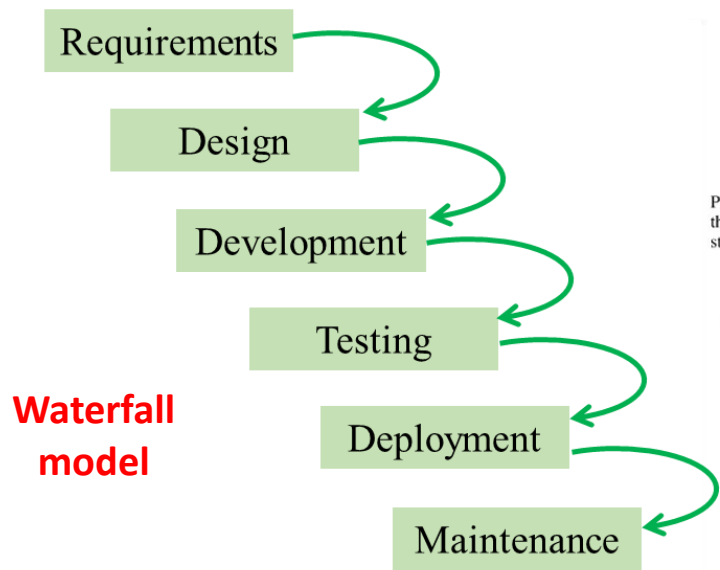 Requirements
Design
Development
Testing
Deployment
Maintenance
Waterfall
model